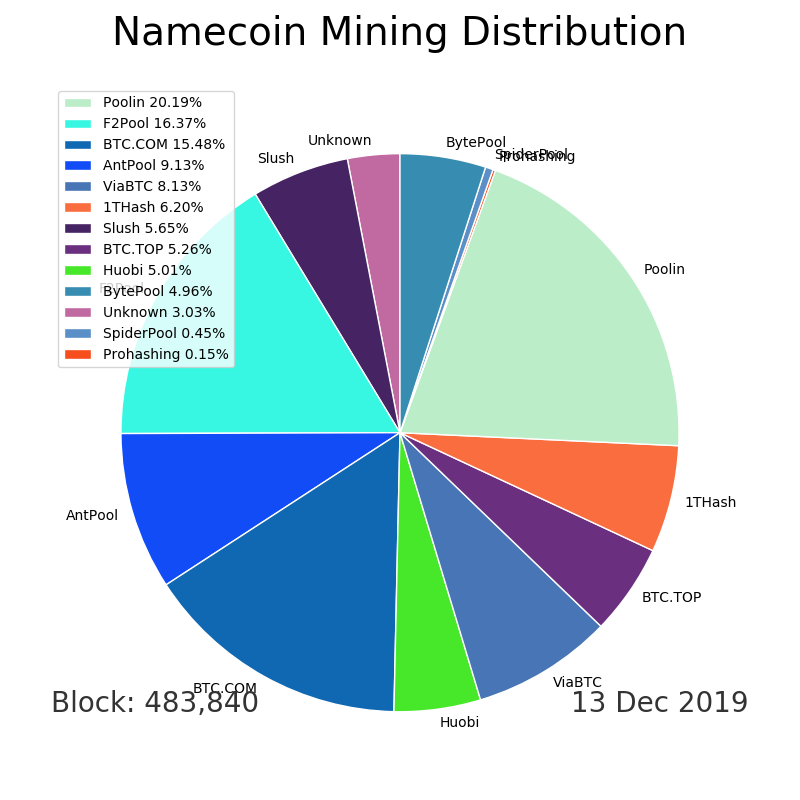 Namecoin Mining Distribution
Poolin 20.19%
F2Pool 16.37%
BTC.COM 15.48%
AntPool 9.13%
ViaBTC 8.13%
1THash 6.20%
Slush 5.65%
BTC.TOP 5.26%
Huobi 5.01%
BytePool 4.96%
Unknown 3.03%
SpiderPool 0.45%
Prohashing 0.15%
Unknown
BytePool
SpiderPool
Prohashing
Slush
Poolin
F2Pool
1THash
AntPool
BTC.TOP
BTC.COM
ViaBTC
Huobi
Block: 483,840
13 Dec 2019